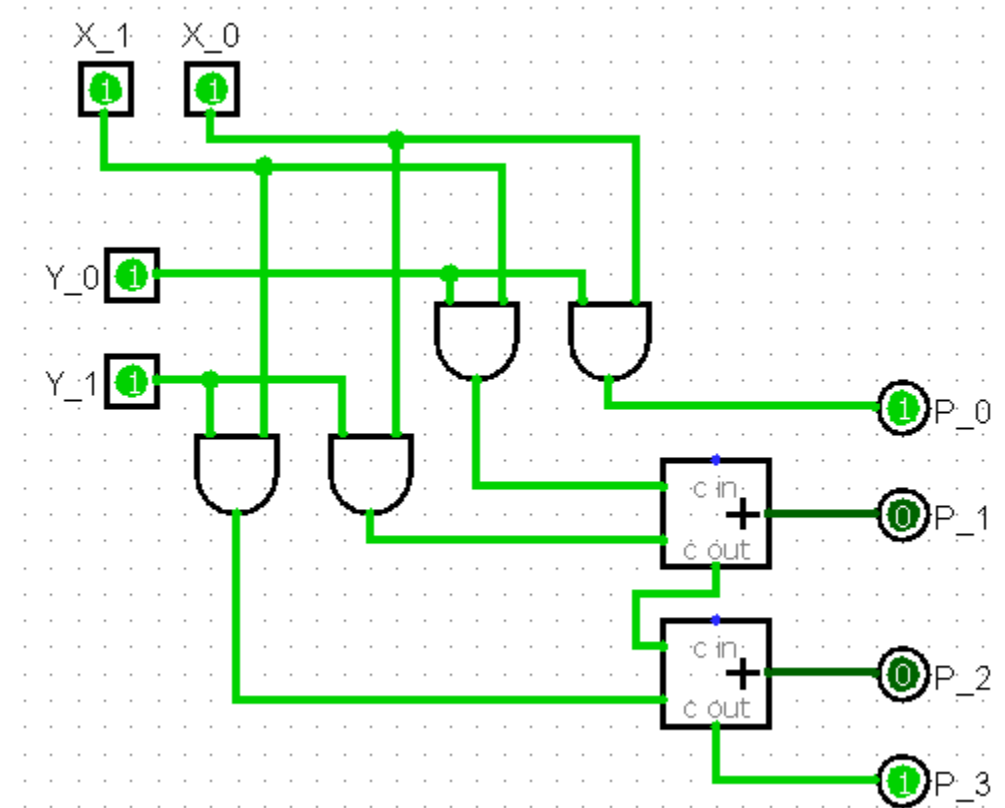 X_1 X_0
1 1
Y_0 1
Y_1 1
1 P_0
c in
+ 0 P_1
c out
c in
+ 0 P_2
c out
1 P_3